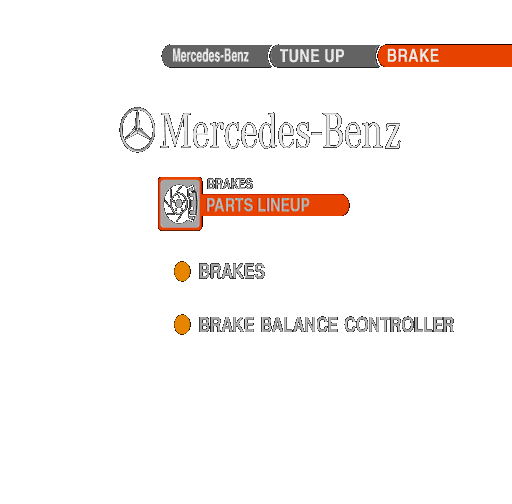 Mercedes-Benz TUNE UP BRAKE
Mercedes-Benz
BRAKES
PARTS LINEUP
BRAKES
BRAKE BALANCE CONTROLLER